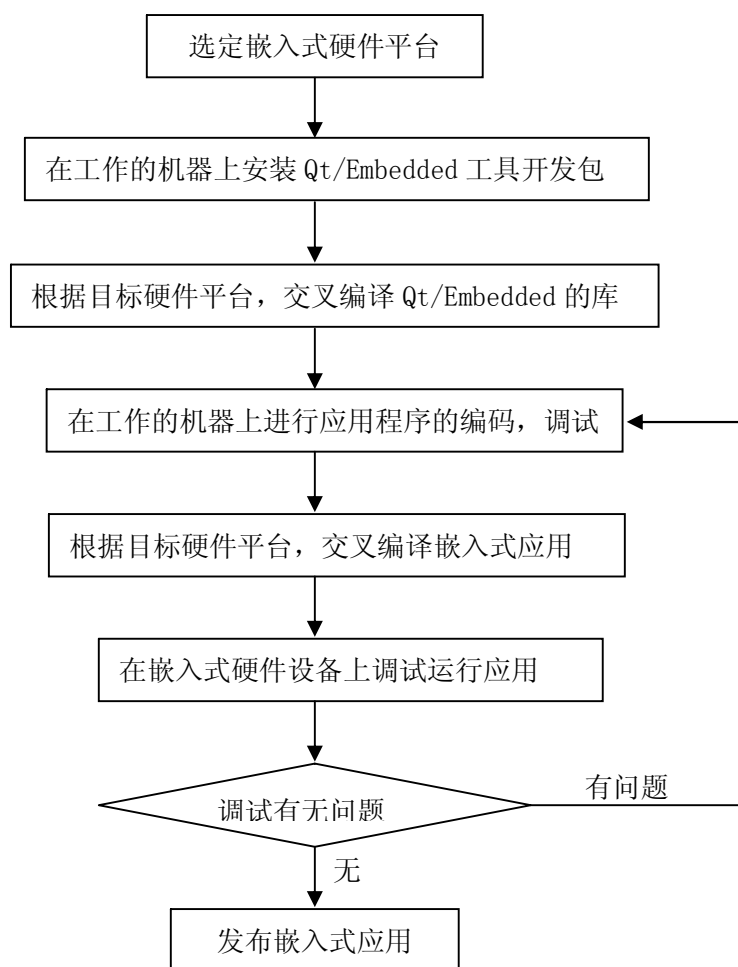 选定嵌入式硬件平台
在工作的机器上安装 Qt/Embedded 工具开发包
根据目标硬件平台，交叉编译 Qt/Embedded 的库
在工作的机器上进行应用程序的编码，调试
根据目标硬件平台，交叉编译嵌入式应用
在嵌入式硬件设备上调试运行应用
调试有无问题
有问题
无
发布嵌入式应用